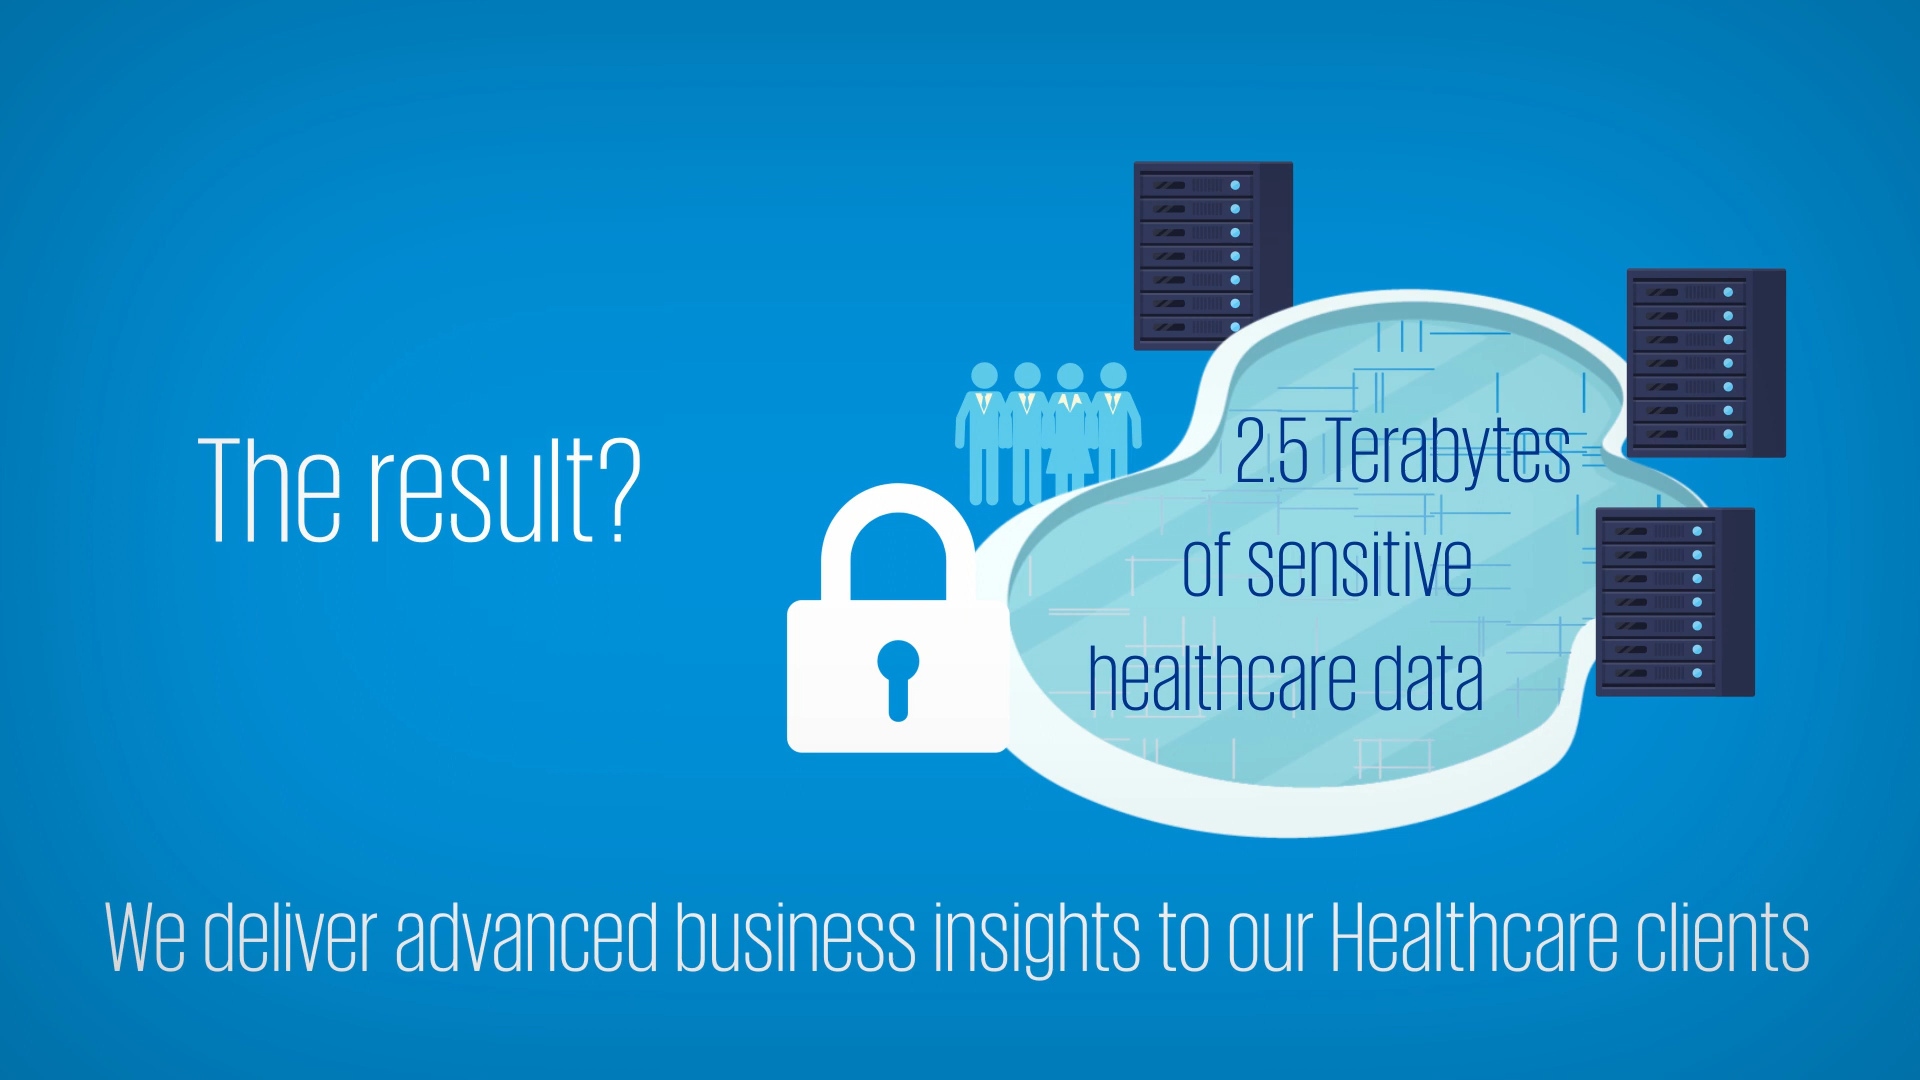 The result?
2.5 Terabytes
of sensitive
healthcare data
We deliver advanced business insights to our Healthcare clients